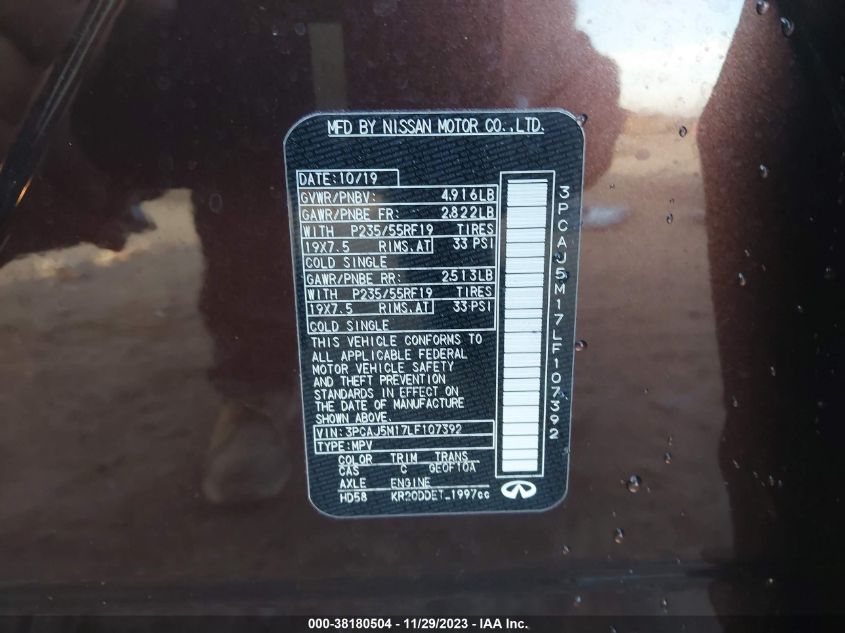 MFD BY NISSAN MOTOR CO.,LTD.
DATE:10/19
GVWR/PNBV: 4,916LB
GAWR/PNBE FR: 2,822LB
WITH P235/55RF19 TIRES
19X7.5 RIMS,AT 33 PSI
COLD SINGLE
GAWR/PNBE RR: 2,513LB
WITH P235/55RF19 TIRES
19X7.5 RIMS,AT 33 PSI
COLD SINGLE
THIS VEHICLE CONFORMS TO
ALL APPLICABLE FEDERAL
MOTOR VEHICLE SAFETY
AND THEFT PREVENTION
STANDARDS IN EFFECT ON
THE DATE OF MANUFACTURE
SHOWN ABOVE.
VIN:3PCAJ5M17LF107392
TYPE:MPV
COLOR TRIM TRANS
CAS C GE0F10A
AXLE ENGINE
HD58 KR20DDET_1997cc
3PCAJ5M17LF107392
000-38180504 — 11/29/2023 — IAA Inc.